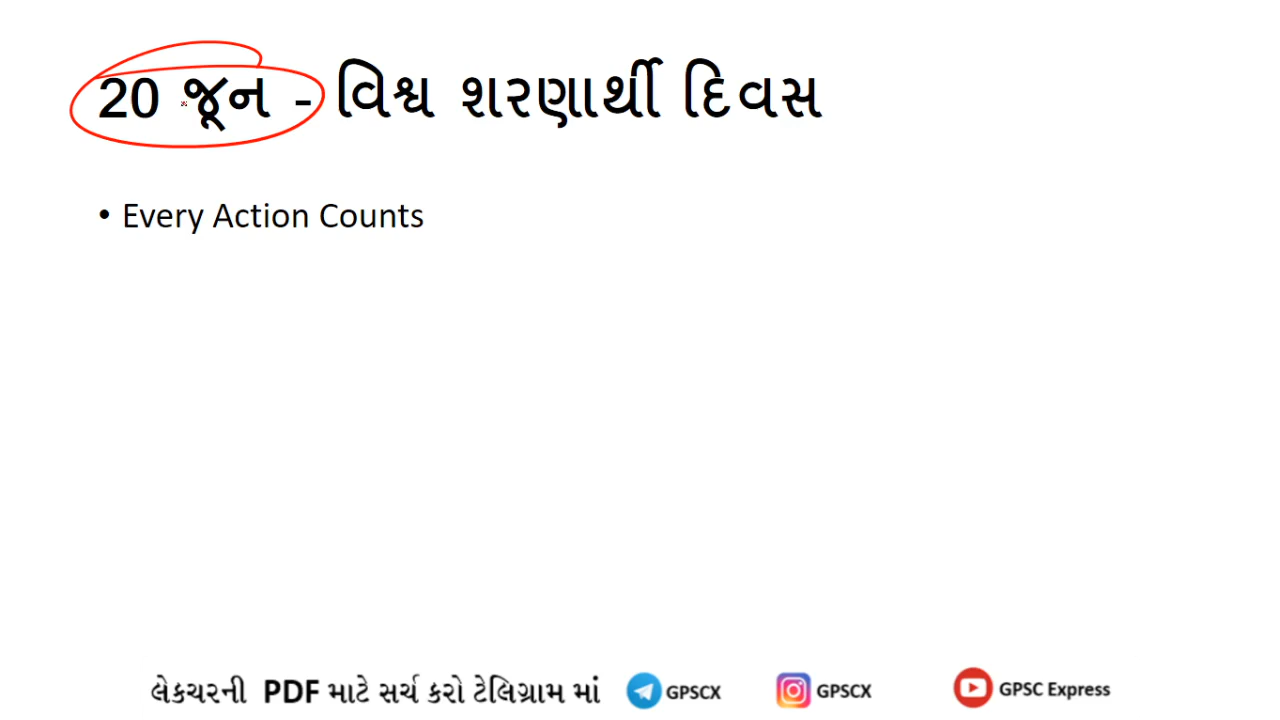 20 જૂન - વિશ્વ શરણાર્થી દિવસ
• Every Action Counts
લેકચરની PDF માટે સર્ચ કરો ટેલિગ્રામ માં GPSCX GPSCX GPSC Express